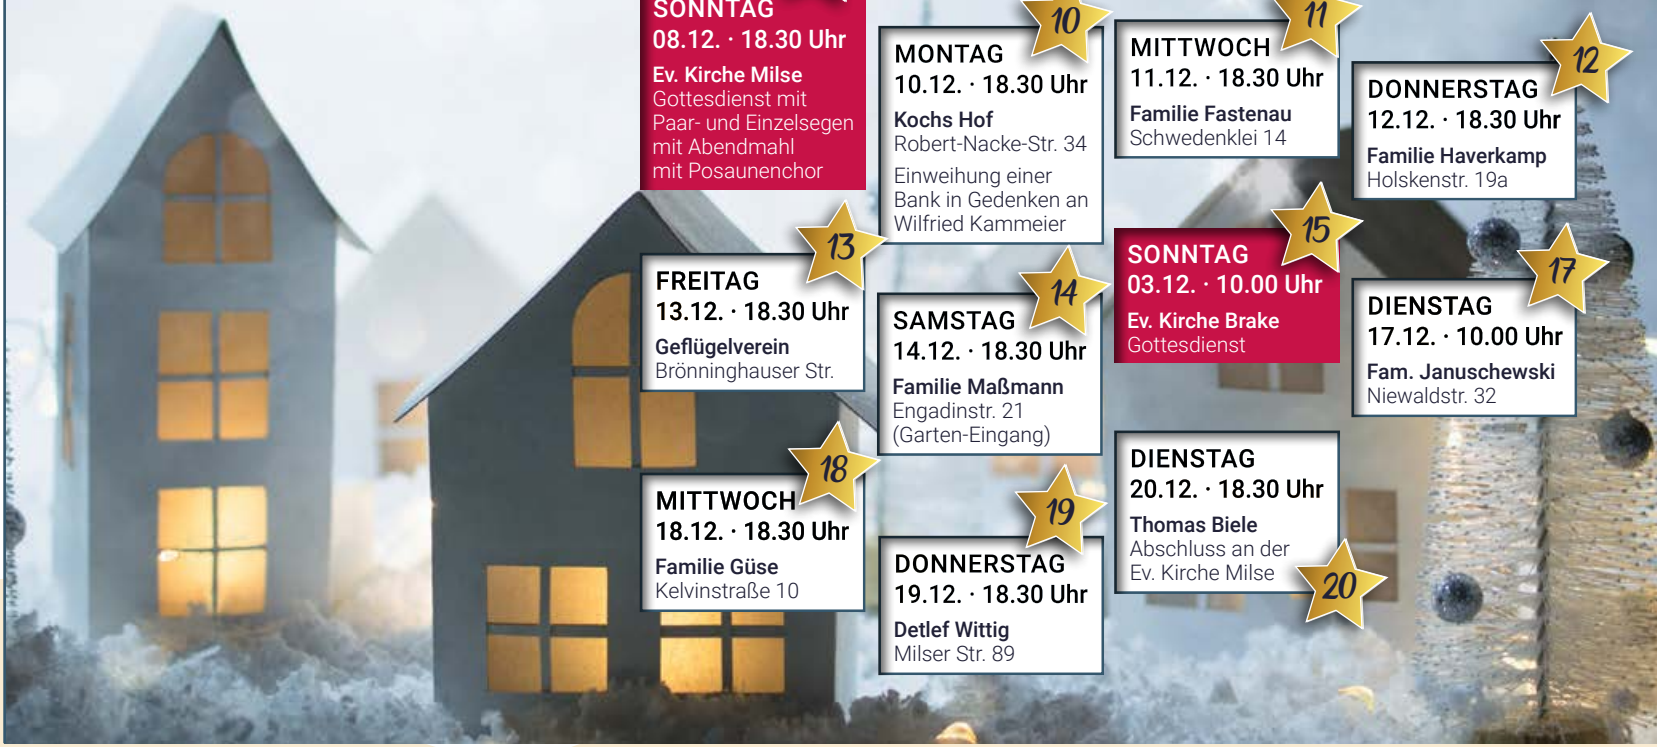 SONNTAG
08.12. · 18.30 Uhr
Ev. Kirche Milse
Gottesdienst mit
Paar- und Einzelsegen
mit Abendmahl
mit Posaunenchor
10
MONTAG
10.12. · 18.30 Uhr
Kochs Hof
Robert-Nacke-Str. 34
Einweihung einer
Bank in Gedenken an
Wilfried Kammeier
11
MITTWOCH
11.12. · 18.30 Uhr
Familie Fastenau
Schwedenklei 14
12
DONNERSTAG
12.12. · 18.30 Uhr
Familie Haverkamp
Holskenstr. 19a
13
FREITAG
13.12. · 18.30 Uhr
Geflügelverein
Brönninghauser Str.
14
SAMSTAG
14.12. · 18.30 Uhr
Familie Maßmann
Engadinstr. 21
(Garten-Eingang)
15
SONNTAG
03.12. · 10.00 Uhr
Ev. Kirche Brake
Gottesdienst
17
DIENSTAG
17.12. · 10.00 Uhr
Fam. Januschewski
Niewaldstr. 32
18
MITTWOCH
18.12. · 18.30 Uhr
Familie Güse
Kelvinstraße 10
19
DONNERSTAG
19.12. · 18.30 Uhr
Detlef Wittig
Milser Str. 89
DIENSTAG
20.12. · 18.30 Uhr
Thomas Biele
Abschluss an der
Ev. Kirche Milse
20